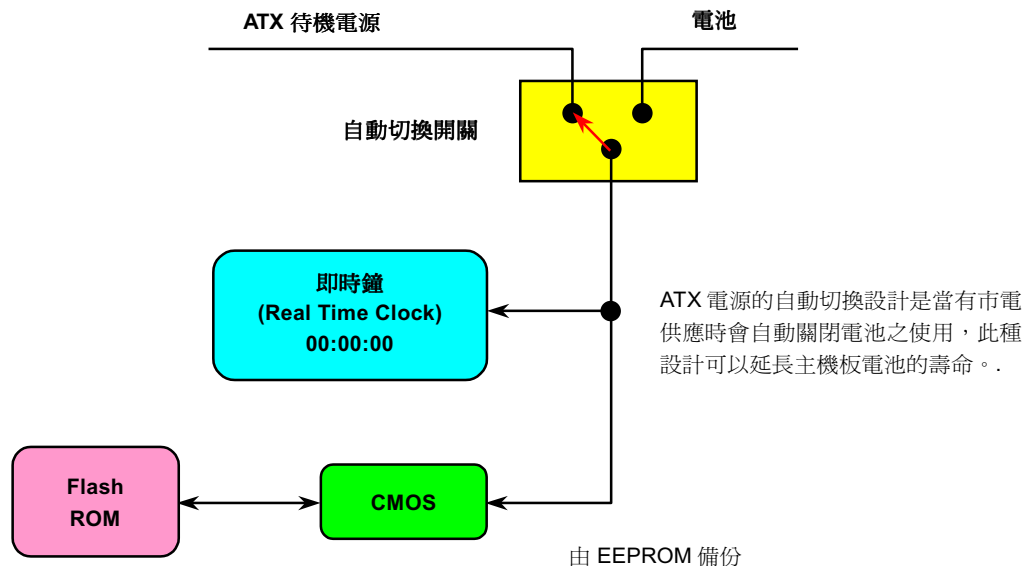 ATX 待機電源
電池
自動切換開關
即時鐘
(Real Time Clock)
00:00:00
ATX 電源的自動切換設計是當有市電
供應時會自動關閉電池之使用，此種
設計可以延長主機板電池的壽命。.
Flash
ROM
CMOS
由 EEPROM 備份